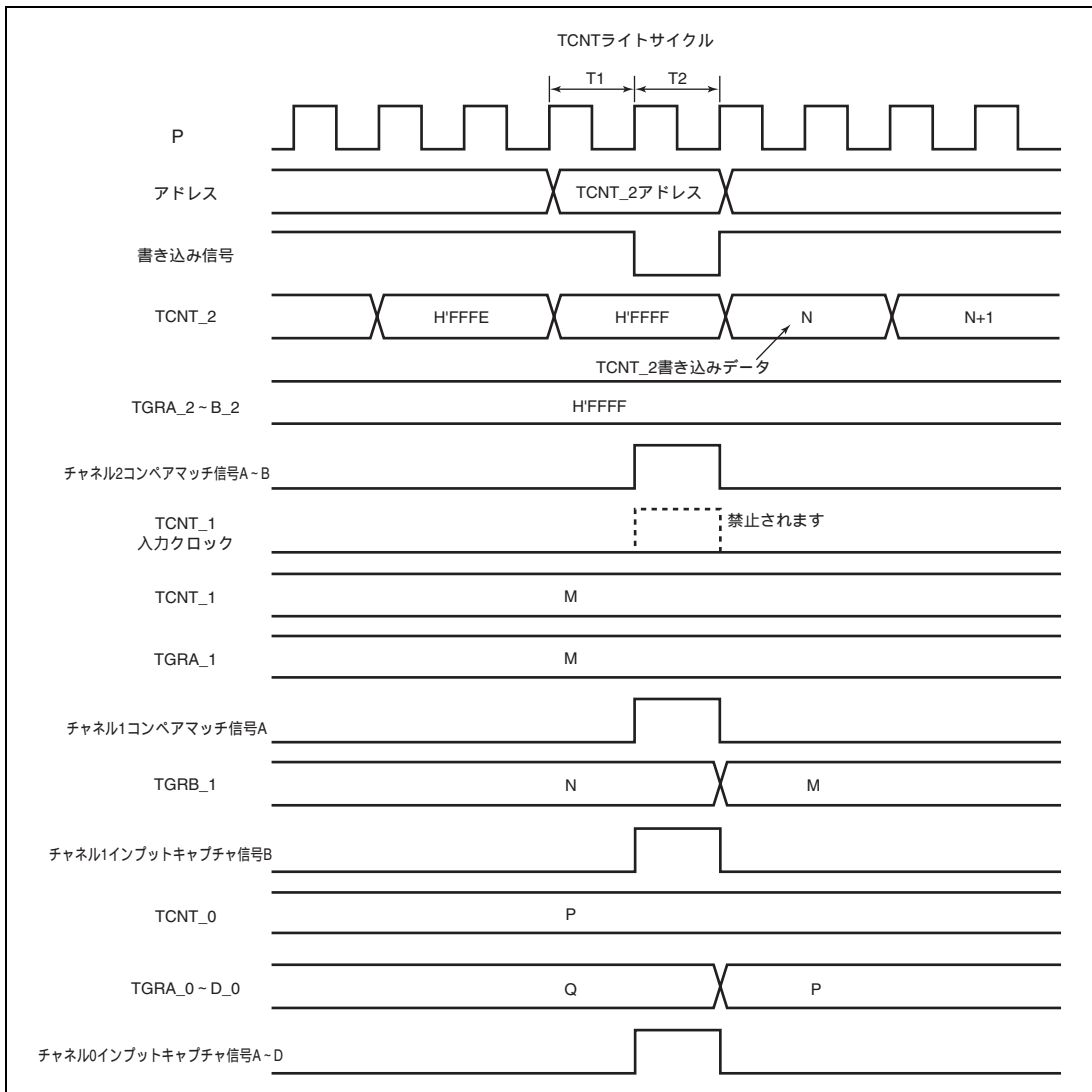 TCNTライトサイクル
T1
T2
P
アドレス
TCNT_2アドレス
書き込み信号
TCNT_2
H'FFFE
H'FFFF
N
N+1
TCNT_2書き込みデータ
TGRA_2~B_2
H'FFFF
チャネル2コンペアマッチ信号A~B
TCNT_1
入力クロック
禁止されます
TCNT_1
M
TGRA_1
M
チャネル1コンペアマッチ信号A
TGRB_1
N
M
チャネル1インプットキャプチャ信号B
TCNT_0
P
TGRA_0~D_0
Q
P
チャネル0インプットキャプチャ信号A~D